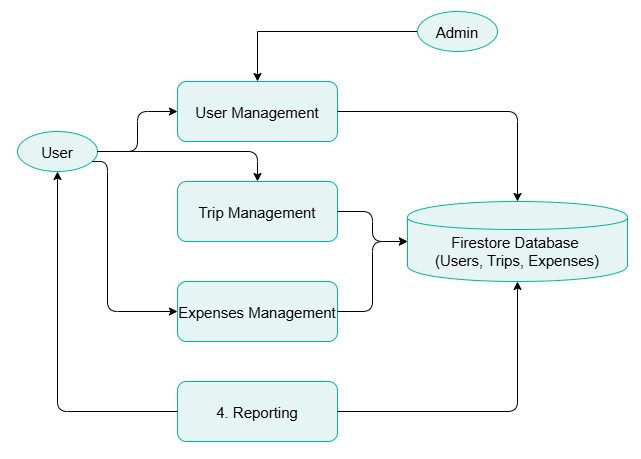 Admin
User Management
User
Trip Management
Firestore Database
(Users, Trips, Expenses)
Expenses Management
4. Reporting